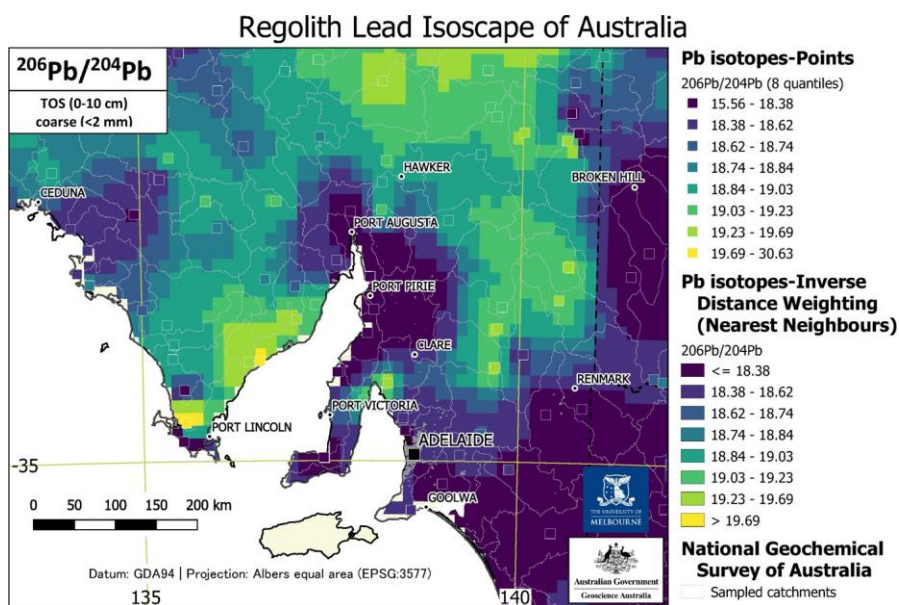 Regolith Lead Isoscape of Australia
206Pb/204Pb
TOS (0-10 cm)
coarse (<2 mm)
HAWKER
CEDUNA
BROKEN HILL
PORT AUGUSTA
PORT PIRIE
CLARE
RENMARK
PORT VICTORIA
PORT LINCOLN
ADELAIDE
-35
GOOLWA
0 50 100 150 200 km
THE UNIVERSITY OF
MELBOURNE
Australian Government
Geoscience Australia
Datum: GDA94 | Projection: Albers equal area (EPSG:3577)
135
140
Pb isotopes-Points
206Pb/204Pb (8 quantiles)
15.56 - 18.38
18.38 - 18.62
18.62 - 18.74
18.74 - 18.84
18.84 - 19.03
19.03 - 19.23
19.23 - 19.69
19.69 - 30.63
Pb isotopes-Inverse
Distance Weighting
(Nearest Neighbours)
206Pb/204Pb
<= 18.38
18.38 - 18.62
18.62 - 18.74
18.74 - 18.84
18.84 - 19.03
19.03 - 19.23
19.23 - 19.69
> 19.69
National Geochemical
Survey of Australia
Sampled catchments